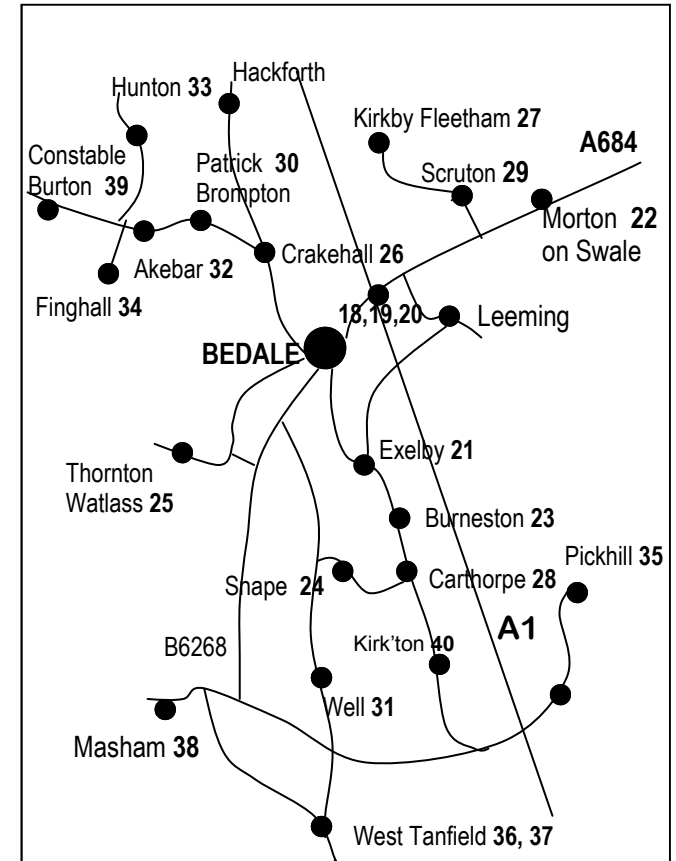 Hackforth
Hunton 33
Kirkby Fleetham 27
A684
Constable
Burton 39
Patrick 30
Brompton
Scruton 29
Morton 22
on Swale
Crakehall 26
Akebar 32
Finghall 34
18,19,20
Leeming
BEDALE
Exelby 21
Thornton
Watlass 25
Burneston 23
Pickhill 35
Snape 24
Carthorpe 28
A1
B6268
Kirk'ton 40
Well 31
Masham 38
West Tanfield 36, 37